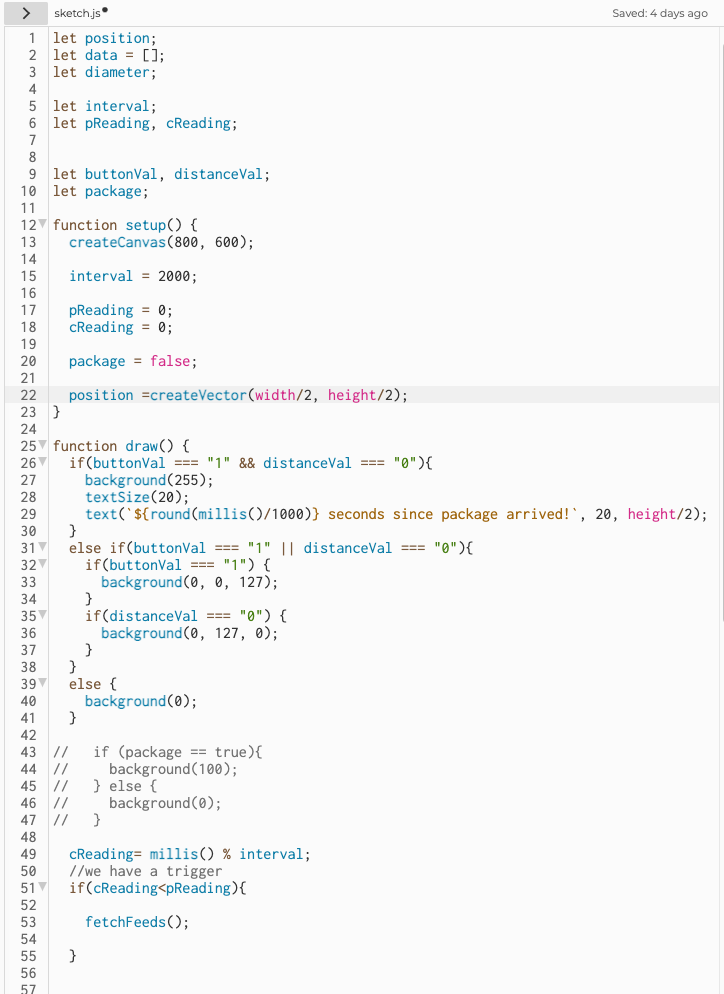 sketch.js
Saved: 4 days ago
1 let position;
2 let data = [];
3 let diameter;
4
5 let interval;
6 let pReading, cReading;
7
8
9 let buttonVal, distanceVal;
10 let package;
11
12 function setup() {
13   createCanvas(800, 600);
14
15   interval = 2000;
16
17   pReading = 0;
18   cReading = 0;
19
20   package = false;
21
22   position =createVector(width/2, height/2);
23 }
24
25 function draw() {
26   if(buttonVal === "1" && distanceVal === "0"){
27     background(255);
28     textSize(20);
29     text(`${round(millis()/1000)} seconds since package arrived!`, 20, height/2);
30   }
31   else if(buttonVal === "1" || distanceVal === "0"){
32     if(buttonVal === "1") {
33       background(0, 0, 127);
34     }
35     if(distanceVal === "0") {
36       background(0, 127, 0);
37     }
38   }
39   else {
40     background(0);
41   }
42
43 //   if (package == true){
44 //     background(100);
45 //   } else {
46 //     background(0);
47 //   }
48
49   cReading= millis() % interval;
50   //we have a trigger
51   if(cReading<pReading){
52
53     fetchFeeds();
54
55   }
56
57